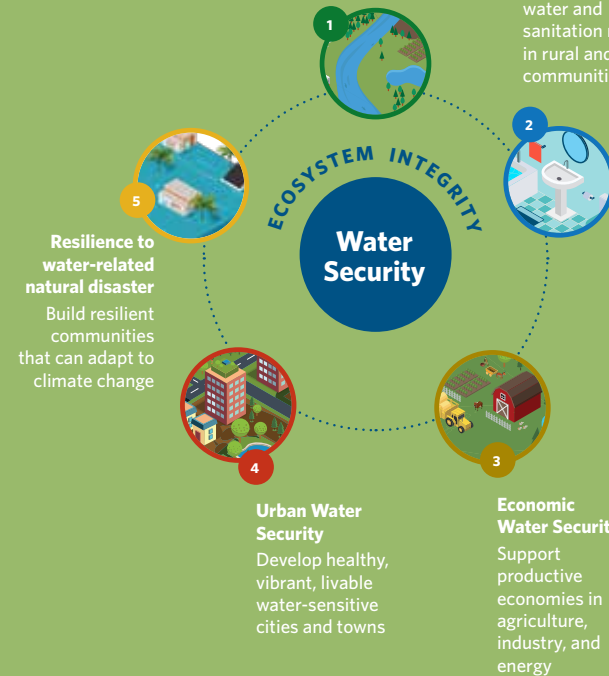 water and
sanitation
in rural and
1
2
ECOSYSTEM INTEGRITY
Water
Security
5
Resilience to
water-related
natural disaster
Build resilient
communities
that can adapt to
climate change
4
Urban Water
Security
Develop healthy,
vibrant, livable
water-sensitive
cities and towns
3
Economic
Water
Support
productive
economies in
agriculture,
industry, and
energy